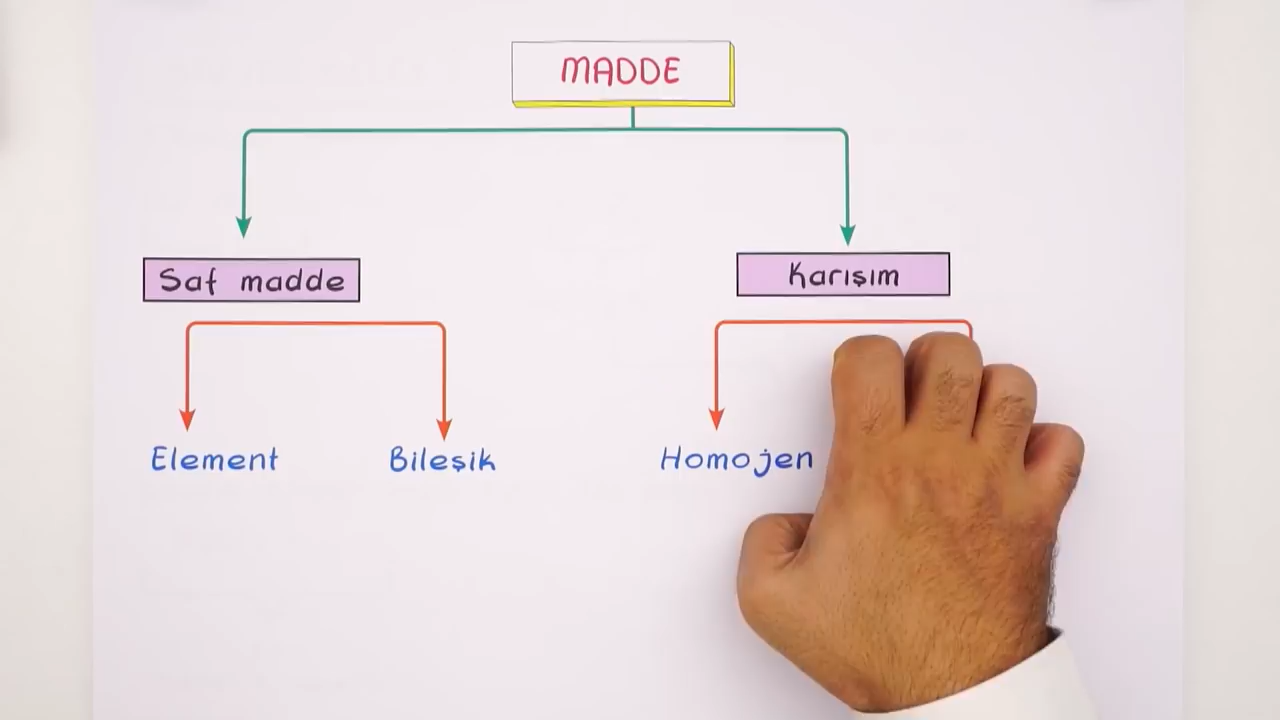 MADDE
Saf madde
Karışım
Element
Bileşik
Homojen